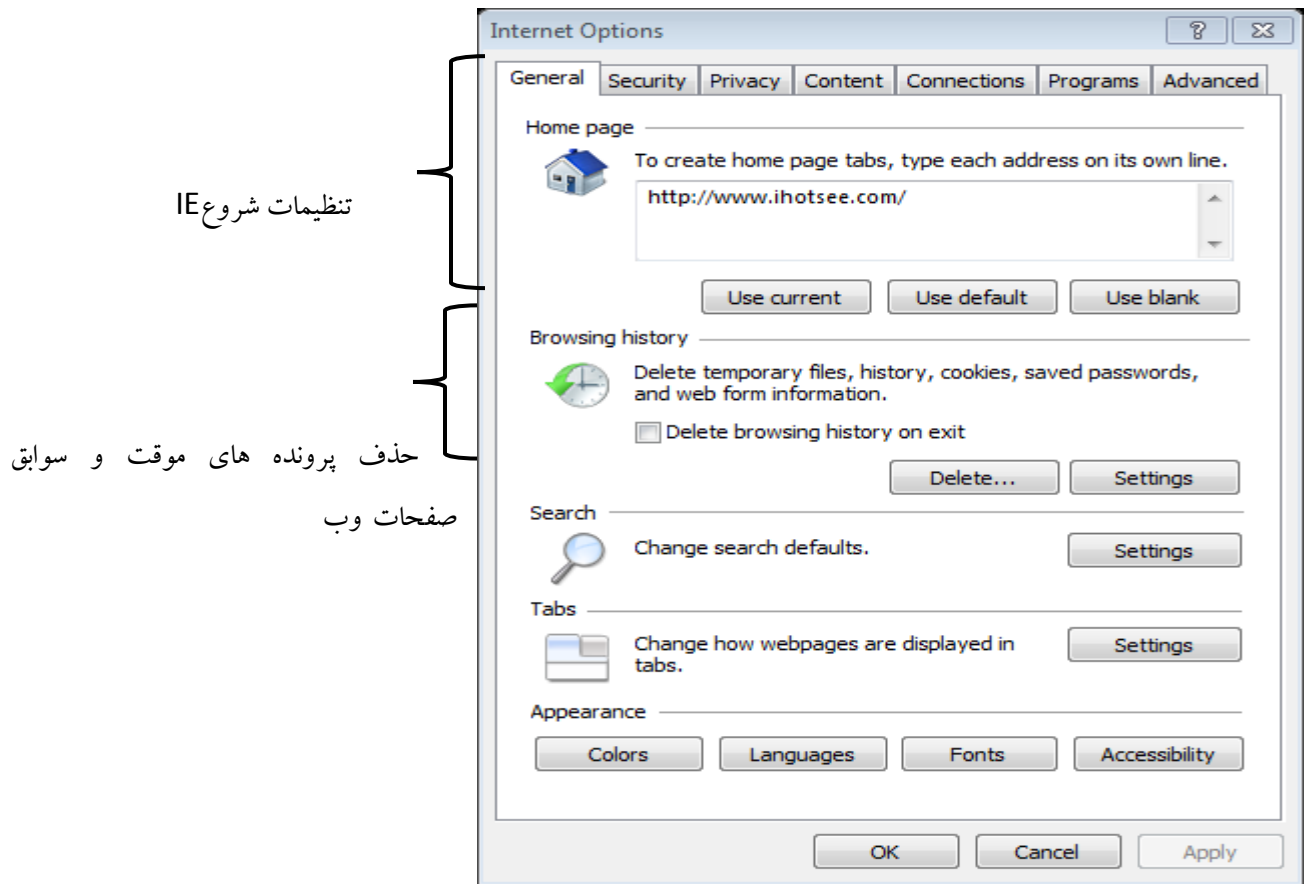 Internet Options
General Security Privacy Content Connections Programs Advanced
Home page
To create home page tabs, type each address on its own line.
http://www.ihotsee.com/
Use current Use default Use blank
تنظیمات شروعIE
Browsing history
Delete temporary files, history, cookies, saved passwords,
and web form information.
Delete browsing history on exit
Delete... Settings
حذف پرونده های موقت و سوابق
صفحات وب
Search
Change search defaults.
Settings
Tabs
Change how webpages are displayed in
tabs.
Settings
Appearance
Colors Languages Fonts Accessibility
OK Cancel Apply